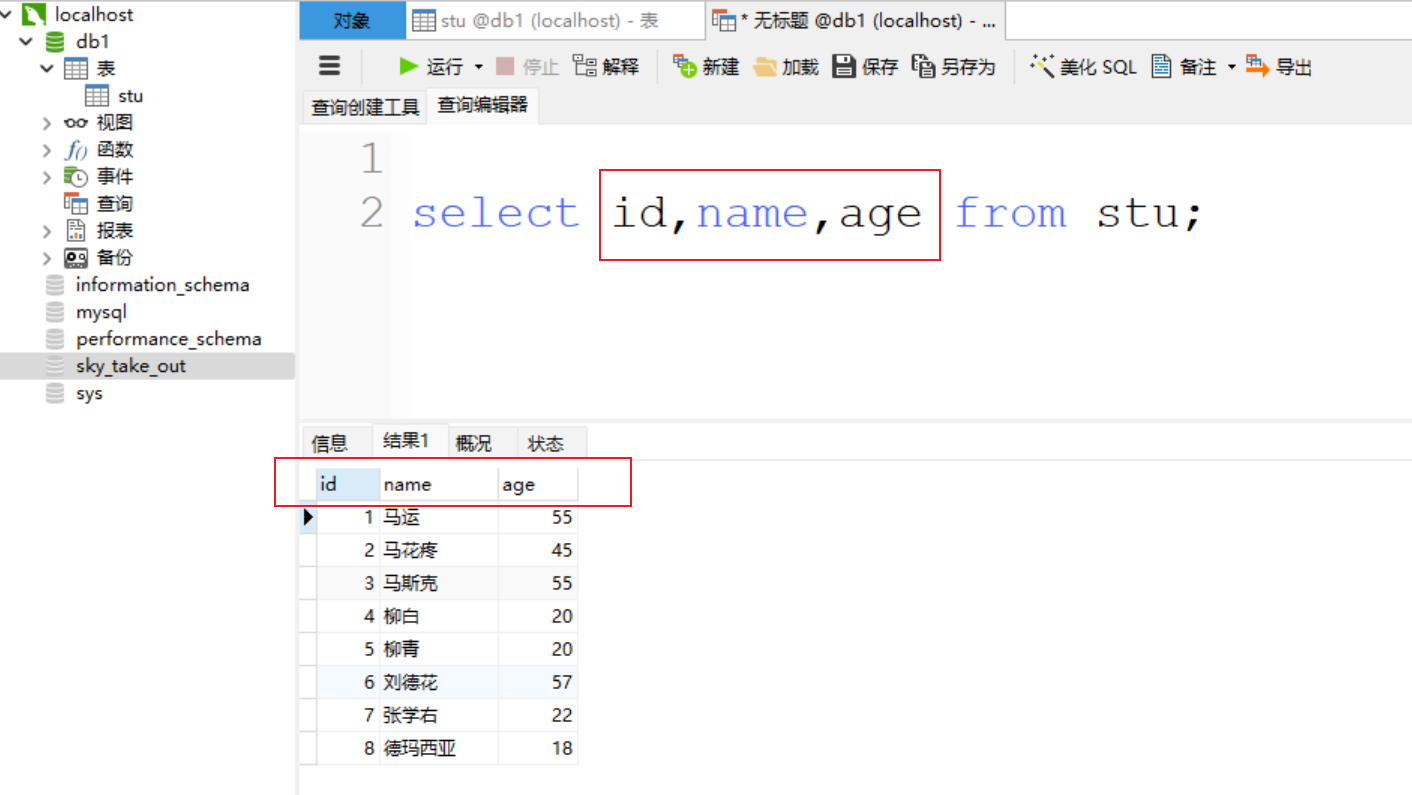 localhost
db1
表
stu
视图
函数
事件
查询
报表
备份
information_schema
mysql
performance_schema
sky_take_out
sys
对象 stu @db1 (localhost) - 表 * 无标题 @db1 (localhost) - ...
运行 停止 解释 新建 加载 保存 另存为 美化 SQL 备注 导出
查询创建工具 查询编辑器
1
2 select id,name,age from stu;
信息 结果1 概况 状态
id name age
1 马运 55
2 马花疼 45
3 马斯克 55
4 柳白 20
5 柳青 20
6 刘德花 57
7 张学右 22
8 德玛西亚 18